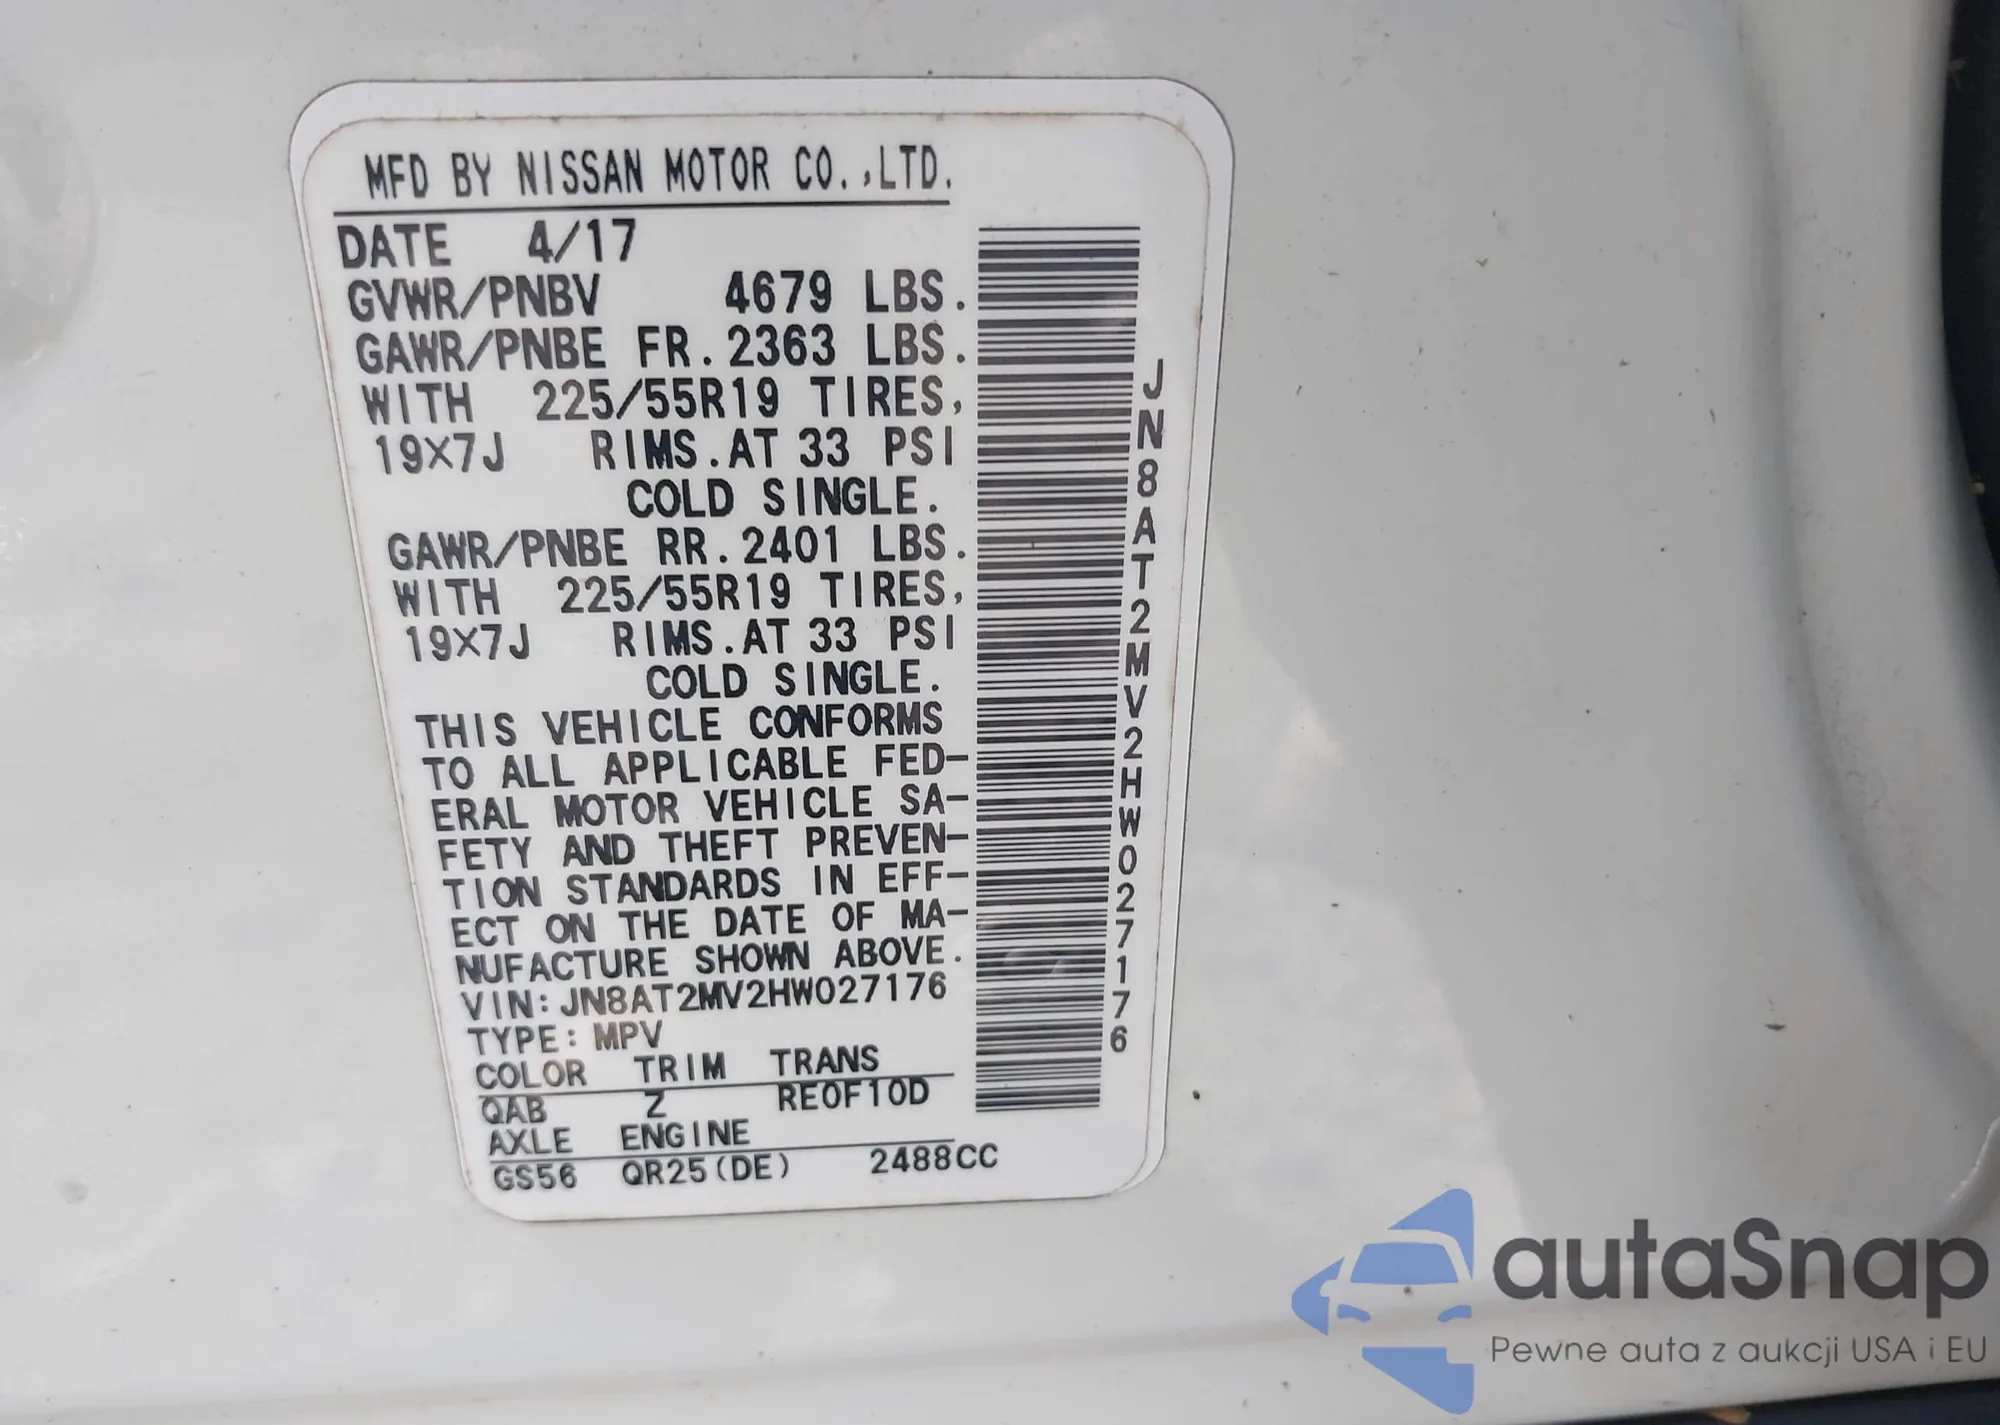 MFD BY NISSAN MOTOR CO.,LTD.
DATE 4/17
GVWR/PNBV 4679 LBS.
GAWR/PNBE FR.2363 LBS.
WITH 225/55R19 TIRES,
19X7J RIMS.AT 33 PSI
COLD SINGLE.
GAWR/PNBE RR.2401 LBS.
WITH 225/55R19 TIRES,
19X7J RIMS.AT 33 PSI
COLD SINGLE.
THIS VEHICLE CONFORMS
TO ALL APPLICABLE FED-
ERAL MOTOR VEHICLE SA-
FETY AND THEFT PREVEN-
TION STANDARDS IN EFF-
ECT ON THE DATE OF MA-
NUFACTURE SHOWN ABOVE.
VIN:JN8AT2MV2HW027176
TYPE:MPV
COLOR TRIM TRANS
QAB Z RE0F10D
AXLE ENGINE
GS56 QR25(DE) 2488CC
JN8AT2MV2HW027176
autaSnap
Pewne auta z aukcji USA i EU